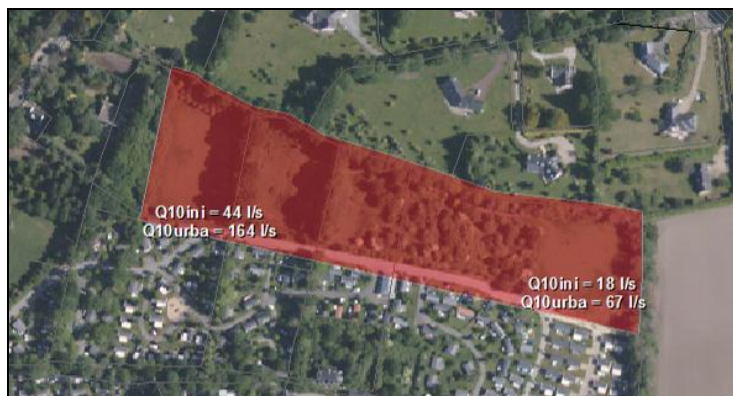 Q10ini = 44 l/s
Q10urba = 164 l/s
Q10ini = 18 l/s
Q10urba = 67 l/s